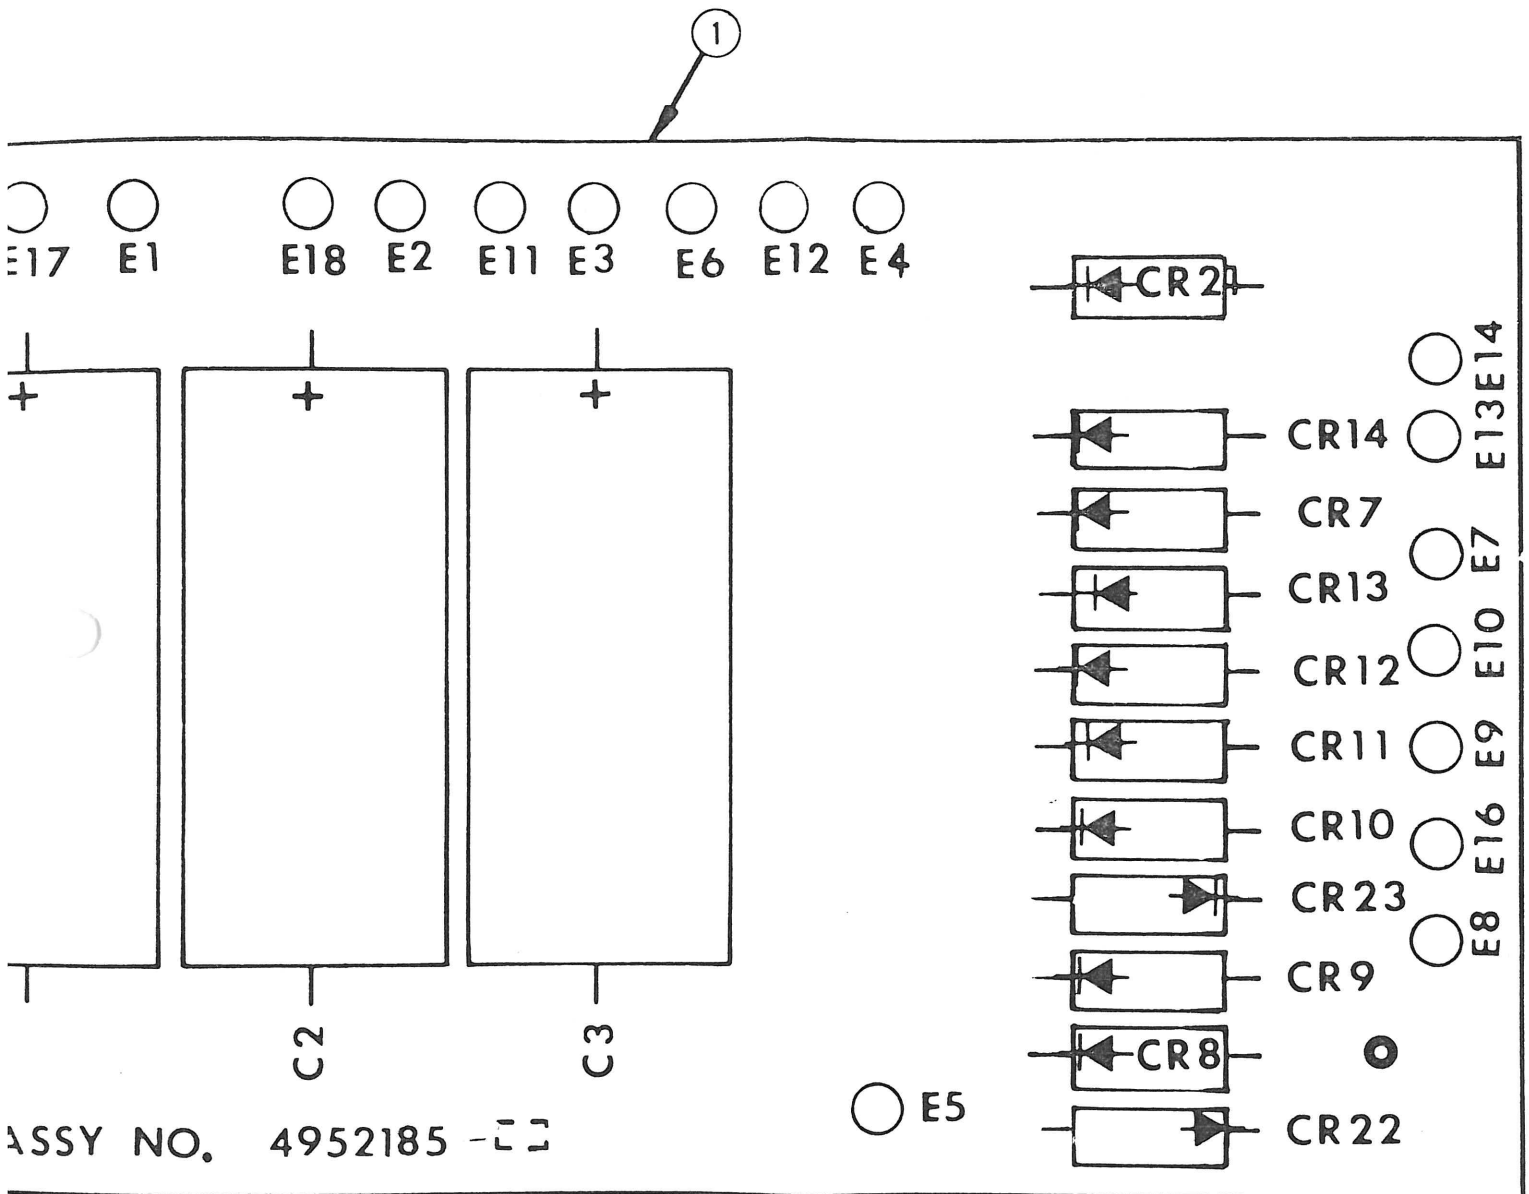 1
E17 E1 E18 E2 E11 E3 E6 E12 E4
CR2
E14
+ + +
CR14
E13
CR7
E7
CR13
E10
CR12
CR11
E9
CR10
E16
CR23
E8
CR9
C2
C3
CR8
E5
CR22
ASSY NO. 4952185 -